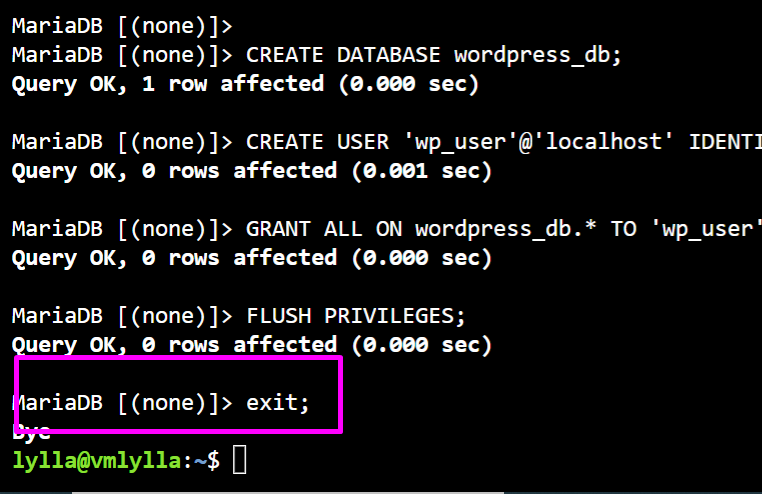 MariaDB [(none)]>
MariaDB [(none)]> CREATE DATABASE wordpress_db;
Query OK, 1 row affected (0.000 sec)
MariaDB [(none)]> CREATE USER 'wp_user'@'localhost' IDENTI
Query OK, 0 rows affected (0.001 sec)
MariaDB [(none)]> GRANT ALL ON wordpress_db.* TO 'wp_user'
Query OK, 0 rows affected (0.000 sec)
MariaDB [(none)]> FLUSH PRIVILEGES;
Query OK, 0 rows affected (0.000 sec)
MariaDB [(none)]> exit;
Bye
lylla@vmlylla:~$